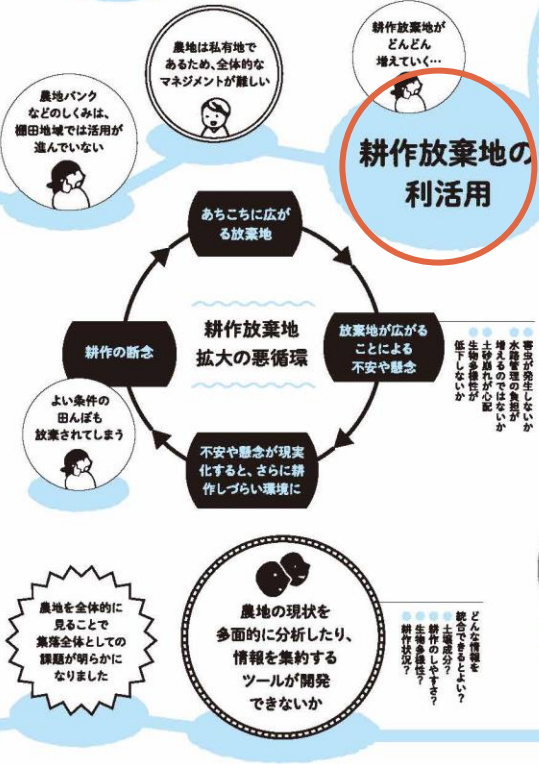 農地は私有地で
あるため、全体的な
マネジメントが難しい
耕作放棄地が
どんどん
増えていく…
農地バンク
などのしくみは、
棚田地域では活用が
進んでいない
耕作放棄地の
利活用
あちこちに広が
る放棄地
耕作放棄地
拡大の悪循環
放棄地が広がる
ことによる
不安や懸念
耕作の断念
害虫が発生しないか
水路管理の負担が
増えるのではないか
土砂崩れが心配
生物多様性が
低下しないか
よい条件の
田んぼも
放棄されてしまう
不安や懸念が現実
化すると、さらに耕
作しづらい環境に
農地を全体的に
見ることで
集落全体としての
課題が明らかに
なりました
農地の現状を
多面的に分析したり、
情報を集約する
ツールが開発
できないか
どんな情報を
統合できるとよい?
土壌成分?
耕作のしやすさ?
生物多様性?
耕作状況?